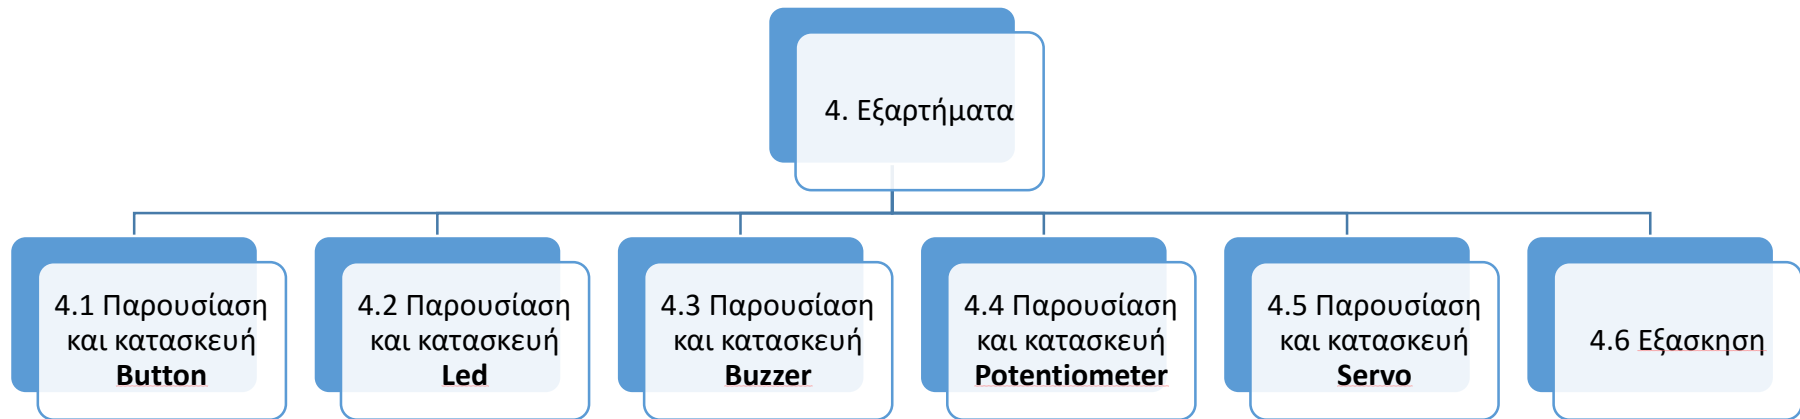 4. Εξαρτήματα
4.1 Παρουσίαση
και κατασκευή
Button
4.2 Παρουσίαση
και κατασκευή
Led
4.3 Παρουσίαση
και κατασκευή
Buzzer
4.4 Παρουσίαση
και κατασκευή
Potentiometer
4.5 Παρουσίαση
και κατασκευή
Servo
4.6 Εξασκηση